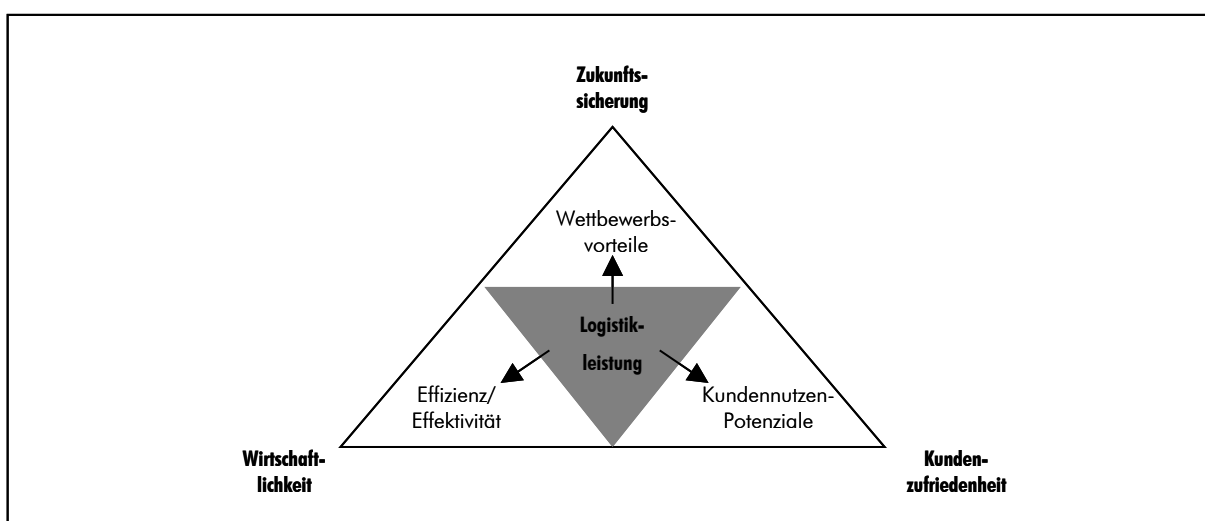 Zukunfts-
sicherung
Wettbewerbs-
vorteile
Logistik-
leistung
Effizienz/
Effektivität
Kundennutzen-
Potenziale
Wirtschaft-
lichkeit
Kunden-
zufriedenheit